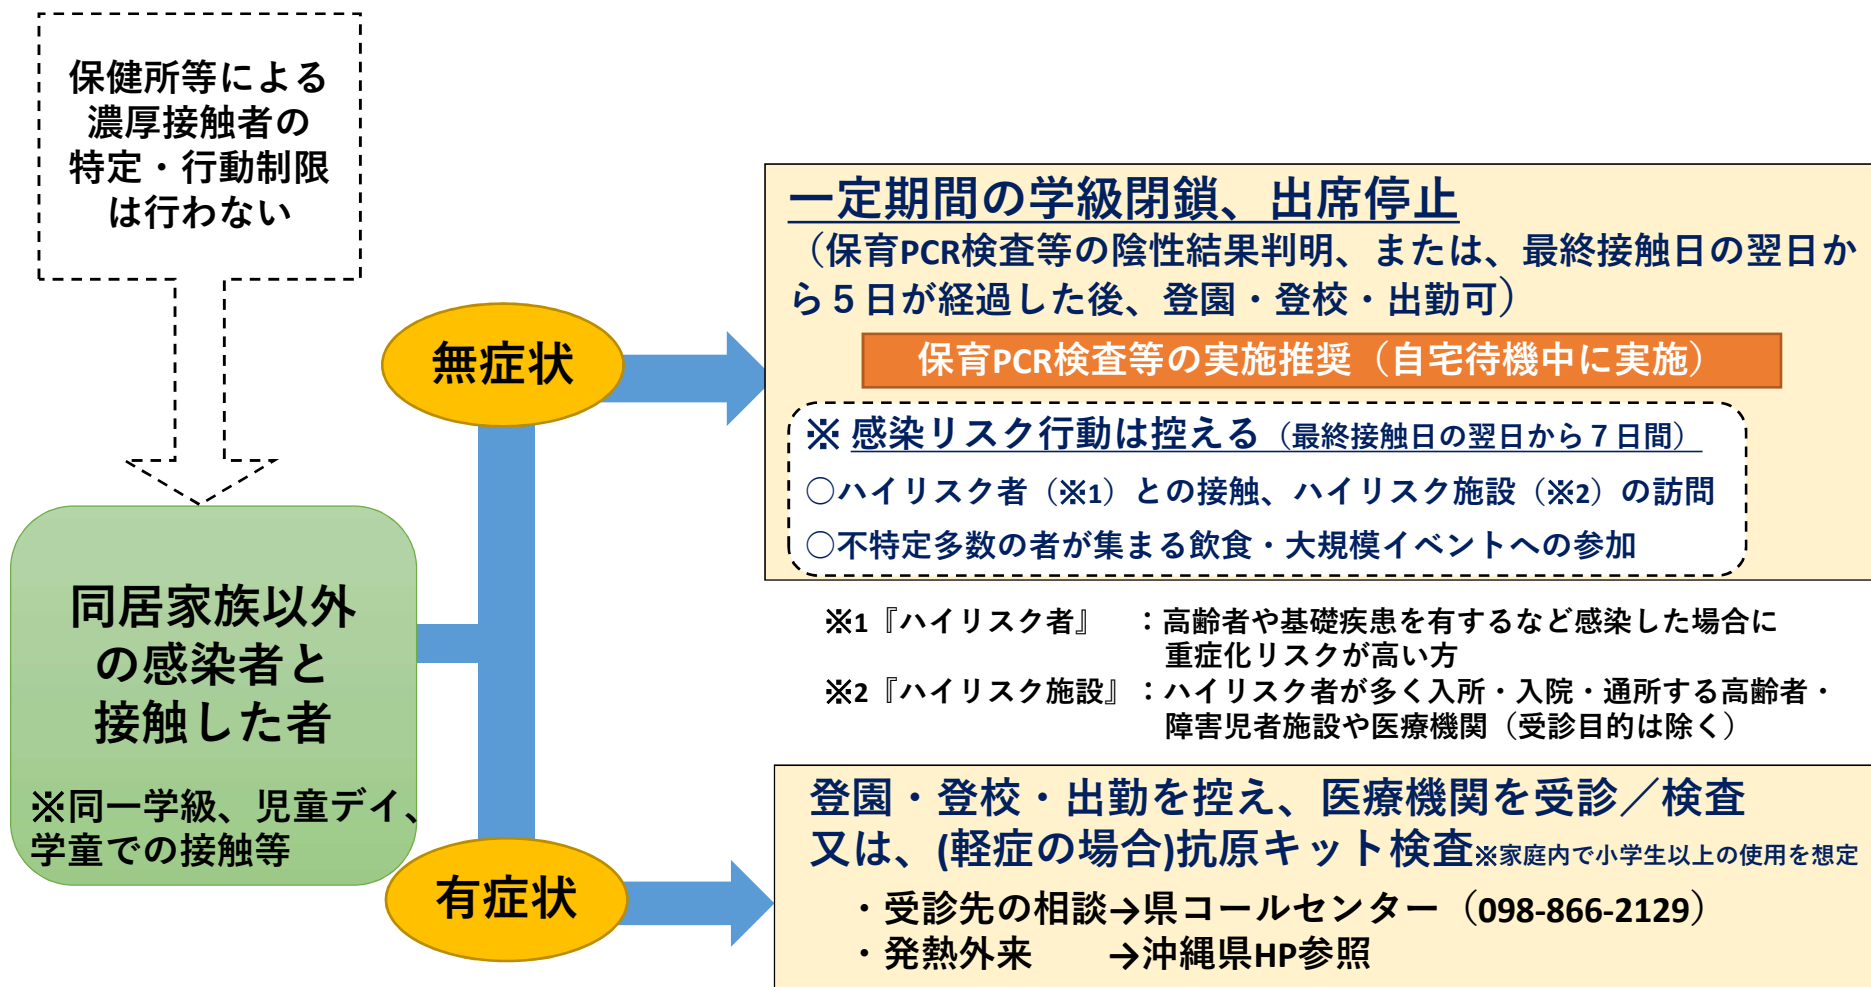 保健所等による
濃厚接触者の
特定・行動制限
は行わない
同居家族以外
の感染者と
接触した者
※同一学級、児童デイ、
学童での接触等
無症状
一定期間の学級閉鎖、出席停止
（保育PCR検査等の陰性結果判明、または、最終接触日の翌日か
ら５日が経過した後、登園・登校・出勤可）
保育PCR検査等の実施推奨（自宅待機中に実施）
※ 感染リスク行動は控える（最終接触日の翌日から７日間）
○ハイリスク者（※1）との接触、ハイリスク施設（※2）の訪問
○不特定多数の者が集まる飲食・大規模イベントへの参加
※1『ハイリスク者』　：高齢者や基礎疾患を有するなど感染した場合に
重症化リスクが高い方
※2『ハイリスク施設』：ハイリスク者が多く入所・入院・通所する高齢者・
障害児者施設や医療機関（受診目的は除く）
有症状
登園・登校・出勤を控え、医療機関を受診／検査
又は、(軽症の場合)抗原キット検査※家庭内で小学生以上の使用を想定
・受診先の相談→県コールセンター（098-866-2129）
・発熱外来　　→沖縄県HP参照